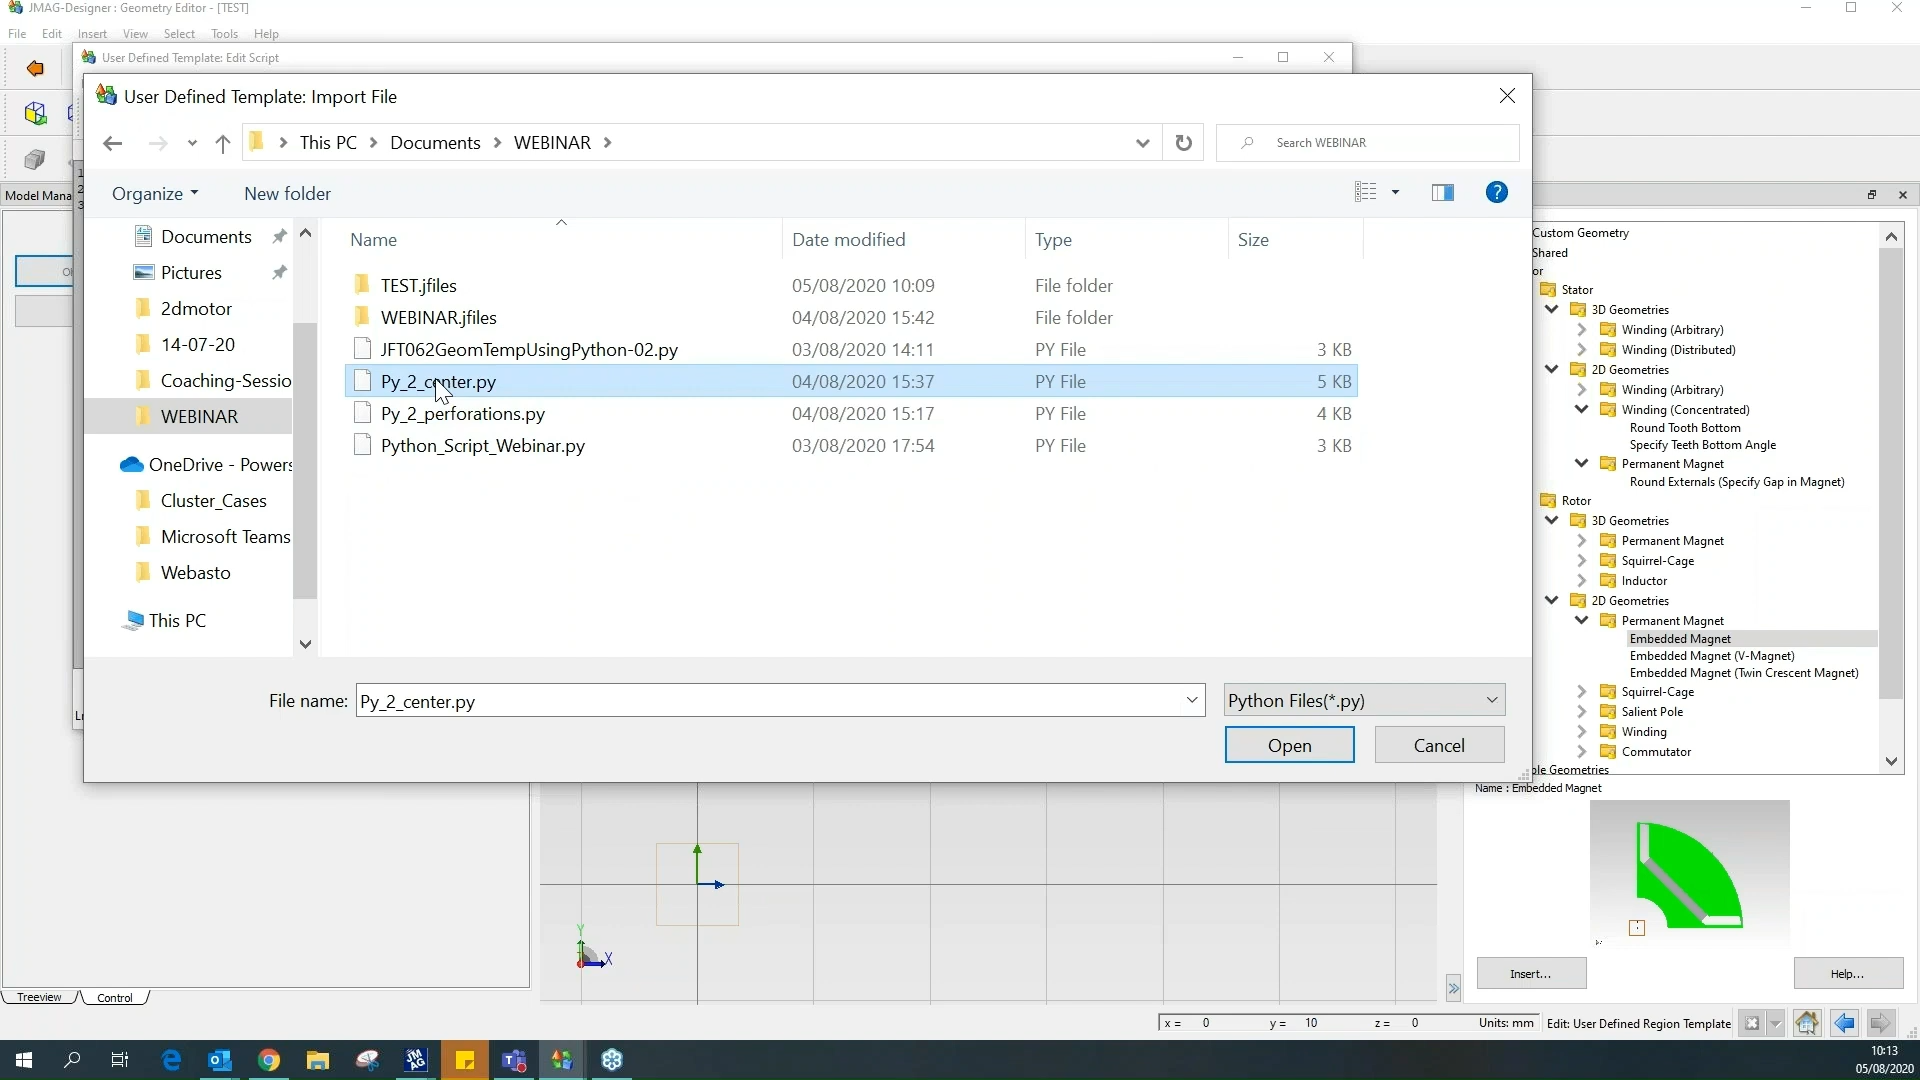 JMAG-Designer : Geometry Editor - [TEST]
File Edit Insert View Select Tools Help
User Defined Template: Edit Script
User Defined Template: Import File
This PC > Documents > WEBINAR >
Search WEBINAR
Organize
New folder
Model Mana
Documents
Pictures
2dmotor
14-07-20
Coaching-Sessio
WEBINAR
OneDrive - Powers
Cluster_Cases
Microsoft Teams
Webasto
This PC
Name Date modified Type Size
TEST.jfiles 05/08/2020 10:09 File folder
WEBINAR.jfiles 04/08/2020 15:42 File folder
JFT062GeomTempUsingPython-02.py 03/08/2020 14:11 PY File 3 KB
Py_2_center.py 04/08/2020 15:37 PY File 5 KB
Py_2_perforations.py 04/08/2020 15:17 PY File 4 KB
Python_Script_Webinar.py 03/08/2020 17:54 PY File 3 KB
File name: Py_2_center.py
Python Files(*.py)
Open
Cancel
Custom Geometry
Shared
or
Stator
3D Geometries
Winding (Arbitrary)
Winding (Distributed)
2D Geometries
Winding (Arbitrary)
Winding (Concentrated)
Round Tooth Bottom
Specify Teeth Bottom Angle
Permanent Magnet
Round Externals (Specify Gap in Magnet)
Rotor
3D Geometries
Permanent Magnet
Squirrel-Cage
Inductor
2D Geometries
Permanent Magnet
Embedded Magnet
Embedded Magnet (V-Magnet)
Embedded Magnet (Twin Crescent Magnet)
Squirrel-Cage
Salient Pole
Winding
Commutator
ble Geometries
Name : Embedded Magnet
Insert...
Help...
Y
X
Treeview
Control
x = 0 y = 10 z = 0 Units: mm
Edit: User Defined Region Template
JM
AG
10:13
05/08/2020